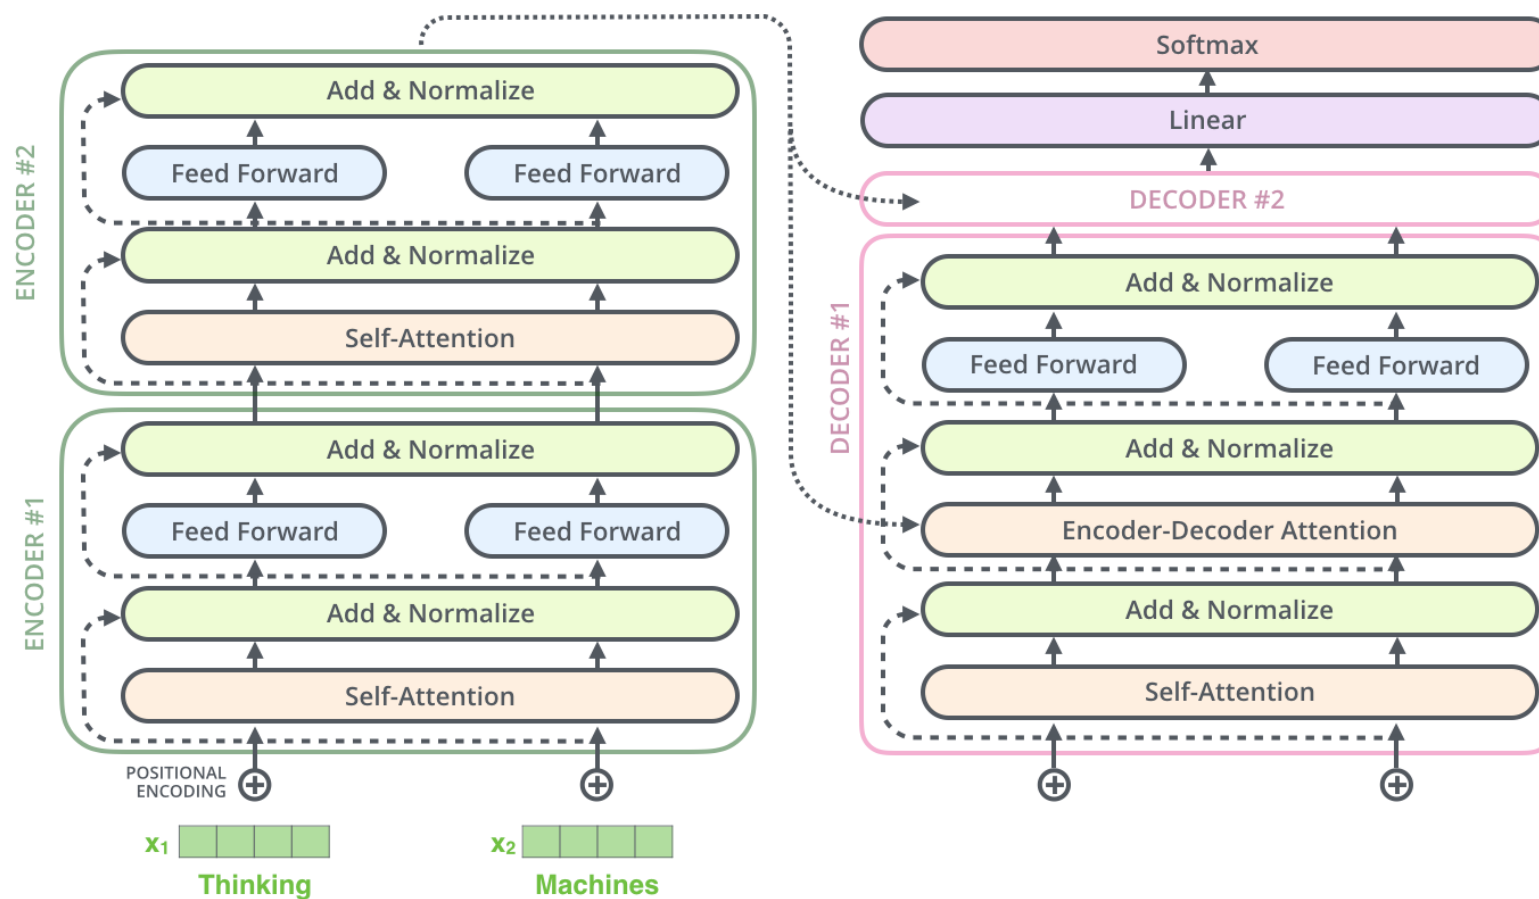 ENCODER #2
Add & Normalize
Feed Forward
Feed Forward
Add & Normalize
Self-Attention
ENCODER #1
Add & Normalize
Feed Forward
Feed Forward
Add & Normalize
Self-Attention
POSITIONAL
ENCODING
x₁
x₂
Thinking
Machines
Softmax
Linear
DECODER #2
DECODER #1
Add & Normalize
Feed Forward
Feed Forward
Add & Normalize
Encoder-Decoder Attention
Add & Normalize
Self-Attention